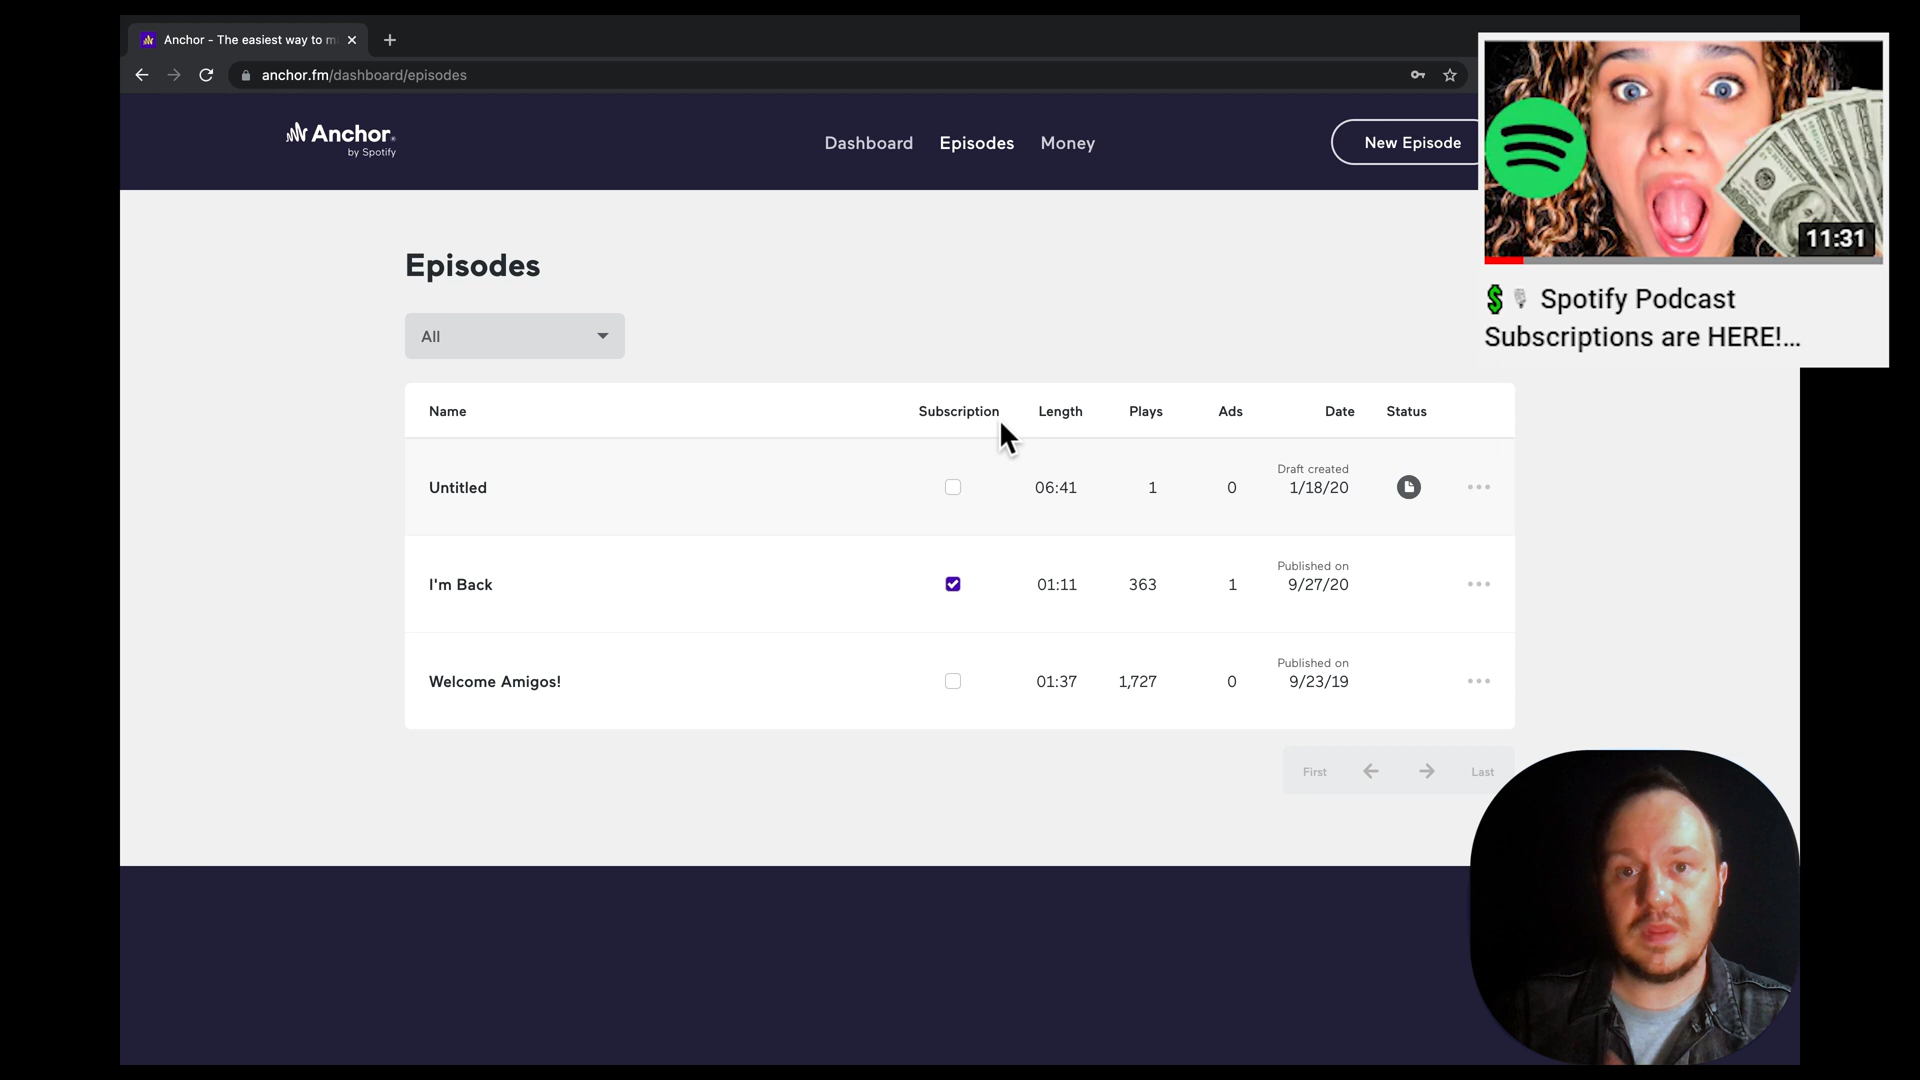 Anchor - The easiest way to m
anchor.fm/dashboard/episodes
Anchor
by Spotify
Dashboard
Episodes
Money
New Episode
11:31
Spotify Podcast
Subscriptions are HERE!...
Episodes
All
Name Subscription Length Plays Ads Date Status
Draft created
Untitled 06:41 1 0 1/18/20
Published on
I'm Back 01:11 363 1 9/27/20
Published on
Welcome Amigos! 01:37 1,727 0 9/23/19
First Last